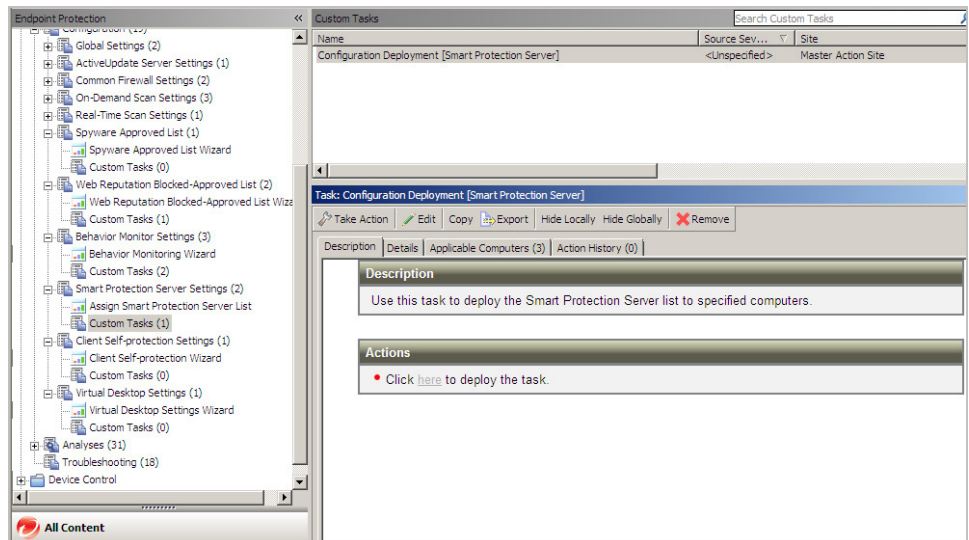 Endpoint Protection «
Configuration (19)
Global Settings (2)
ActiveUpdate Server Settings (1)
Common Firewall Settings (2)
On-Demand Scan Settings (3)
Real-Time Scan Settings (1)
Spyware Approved List (1)
Spyware Approved List Wizard
Custom Tasks (0)
Web Reputation Blocked-Approved List (2)
Web Reputation Blocked-Approved List Wiza
Custom Tasks (1)
Behavior Monitor Settings (3)
Behavior Monitoring Wizard
Custom Tasks (2)
Smart Protection Server Settings (2)
Assign Smart Protection Server List
Custom Tasks (1)
Client Self-protection Settings (1)
Client Self-protection Wizard
Custom Tasks (0)
Virtual Desktop Settings (1)
Virtual Desktop Settings Wizard
Custom Tasks (0)
Analyses (31)
Troubleshooting (18)
Device Control
All Content
Custom Tasks Search Custom Tasks
Name Source Sev... Site
Configuration Deployment [Smart Protection Server] <Unspecified> Master Action Site
Task: Configuration Deployment [Smart Protection Server]
Take Action Edit Copy Export Hide Locally Hide Globally Remove
Description Details Applicable Computers (3) Action History (0)
Description
Use this task to deploy the Smart Protection Server list to specified computers.
Actions
• Click here to deploy the task.